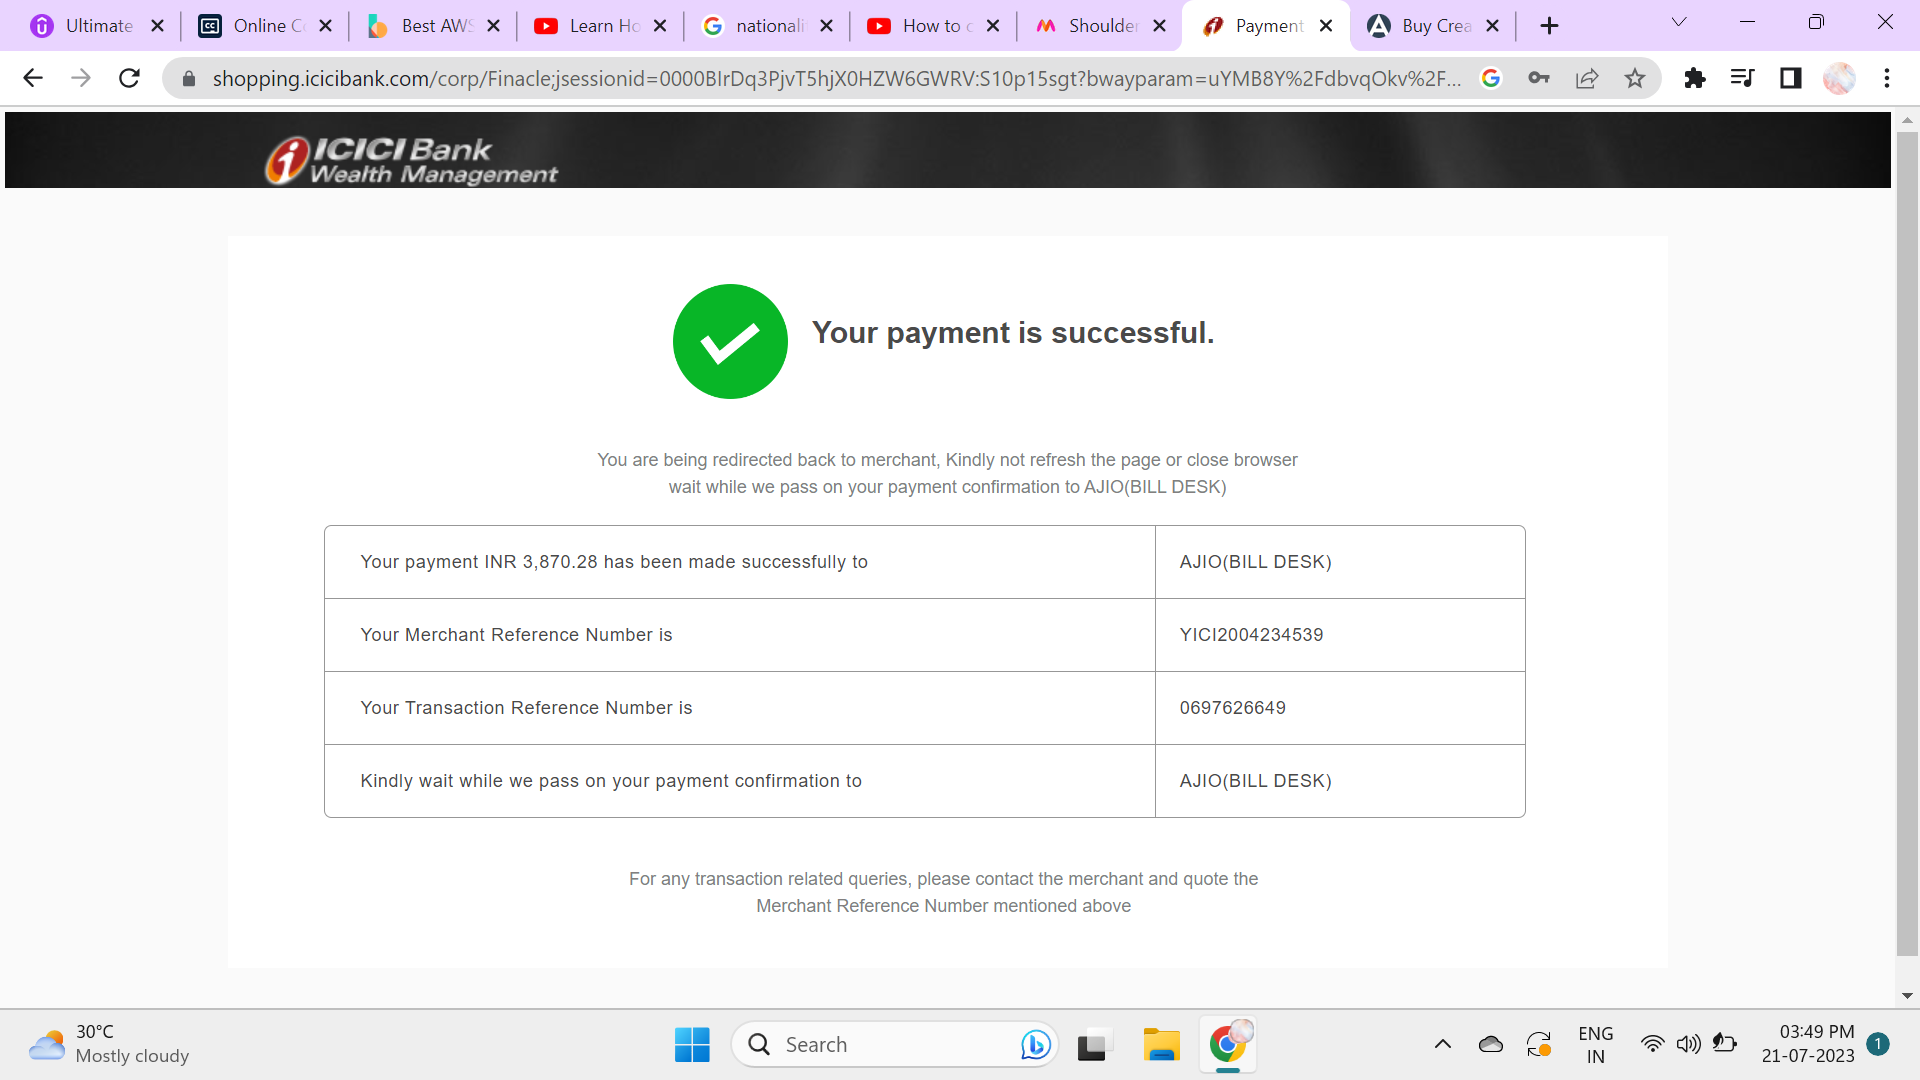 Ultimate
Online Co
Best AWS
Learn Ho
nationali
How to c
Shoulder
Payment
Buy Crea
shopping.icicibank.com/corp/Finacle;jsessionid=0000BIrDq3PjvT5hjX0HZW6GWRV:S10p15sgt?bwayparam=uYMB8Y%2FdbvqOkv%2F...
ICICI Bank
Wealth Management
Your payment is successful.
You are being redirected back to merchant, Kindly not refresh the page or close browser
wait while we pass on your payment confirmation to AJIO(BILL DESK)
Your payment INR 3,870.28 has been made successfully to AJIO(BILL DESK)
Your Merchant Reference Number is YICI2004234539
Your Transaction Reference Number is 0697626649
Kindly wait while we pass on your payment confirmation to AJIO(BILL DESK)
For any transaction related queries, please contact the merchant and quote the
Merchant Reference Number mentioned above
30°C
Mostly cloudy
Search
ENG
IN
03:49 PM
21-07-2023
1